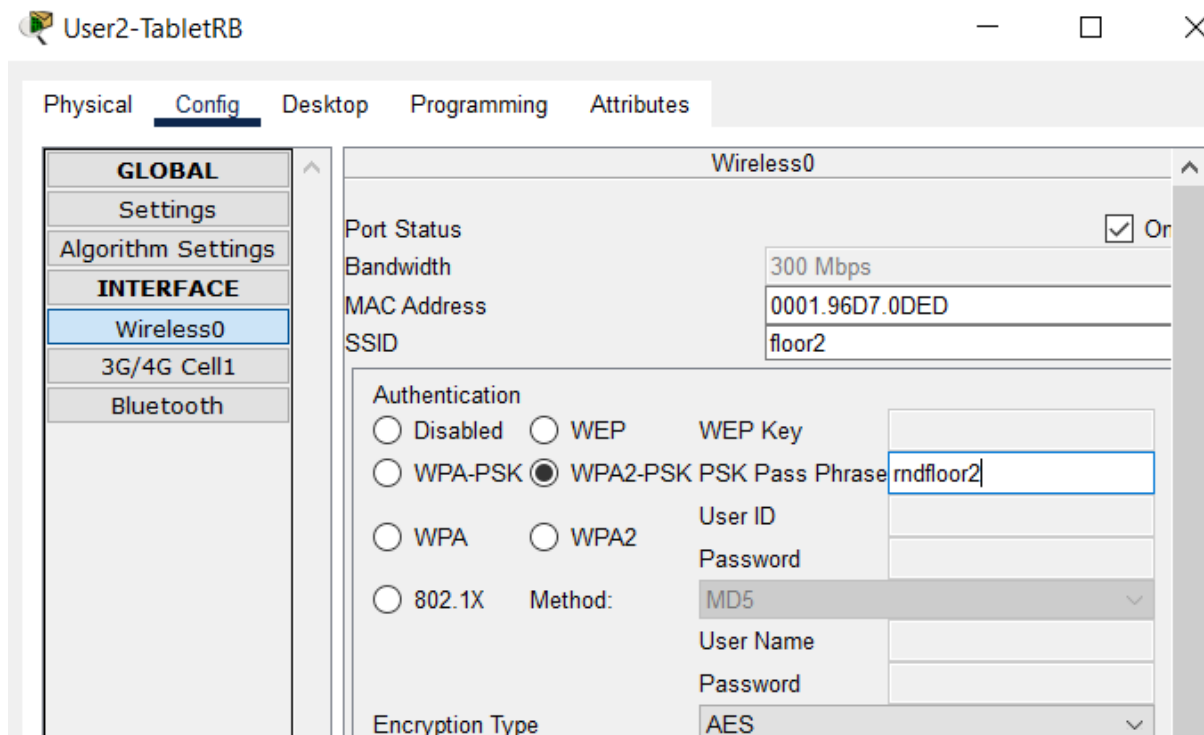 User2-TabletRB
Physical Config Desktop Programming Attributes
GLOBAL
Settings
Algorithm Settings
INTERFACE
Wireless0
3G/4G Cell1
Bluetooth
Wireless0
Port Status On
Bandwidth 300 Mbps
MAC Address 0001.96D7.0DED
SSID floor2
Authentication
Disabled WEP WEP Key
WPA-PSK WPA2-PSK PSK Pass Phrase rndfloor2
User ID
WPA WPA2
Password
802.1X Method: MD5
User Name
Password
Encryption Type AES